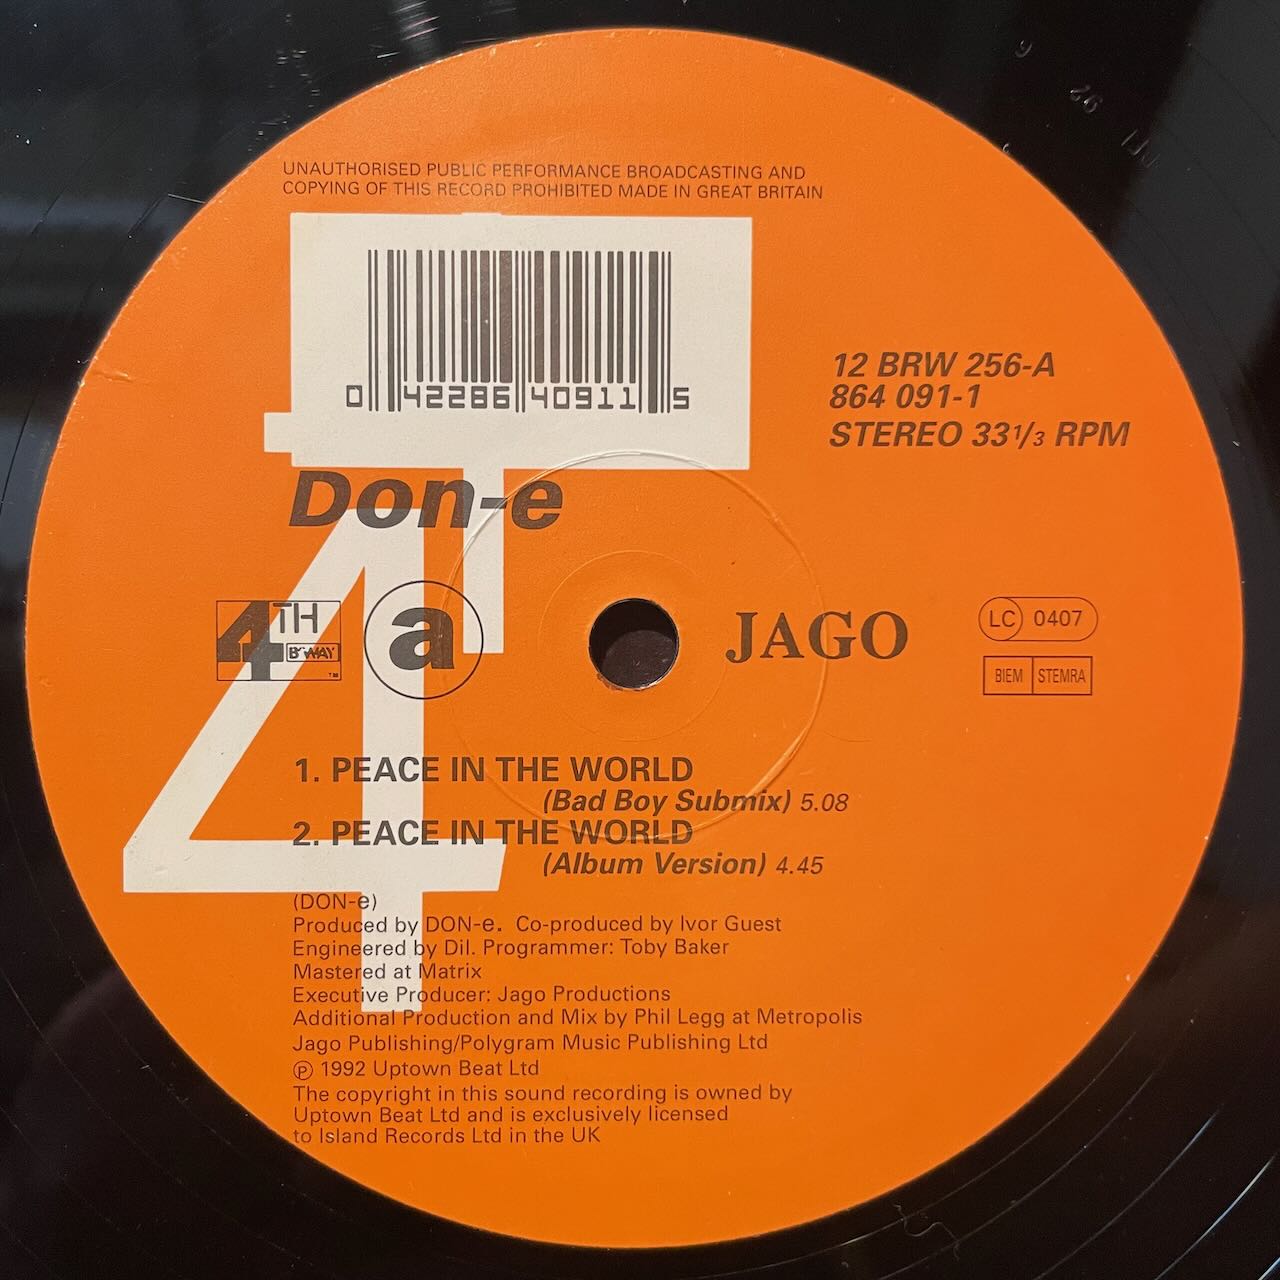 UNAUTHORISED PUBLIC PERFORMANCE BROADCASTING AND
COPYING OF THIS RECORD PROHIBITED MADE IN GREAT BRITAIN
0 42286 40911 5
12 BRW 256-A
864 091-1
STEREO 33 1/3 RPM
Don-e
4TH
B'WAY
TM
a
JAGO
LC 0407
BIEM STEMRA
1. PEACE IN THE WORLD
(Bad Boy Submix) 5.08
2. PEACE IN THE WORLD
(Album Version) 4.45
(DON-e)
Produced by DON-e. Co-produced by Ivor Guest
Engineered by Dil. Programmer: Toby Baker
Mastered at Matrix
Executive Producer: Jago Productions
Additional Production and Mix by Phil Legg at Metropolis
Jago Publishing/Polygram Music Publishing Ltd
℗ 1992 Uptown Beat Ltd
The copyright in this sound recording is owned by
Uptown Beat Ltd and is exclusively licensed
to Island Records Ltd in the UK